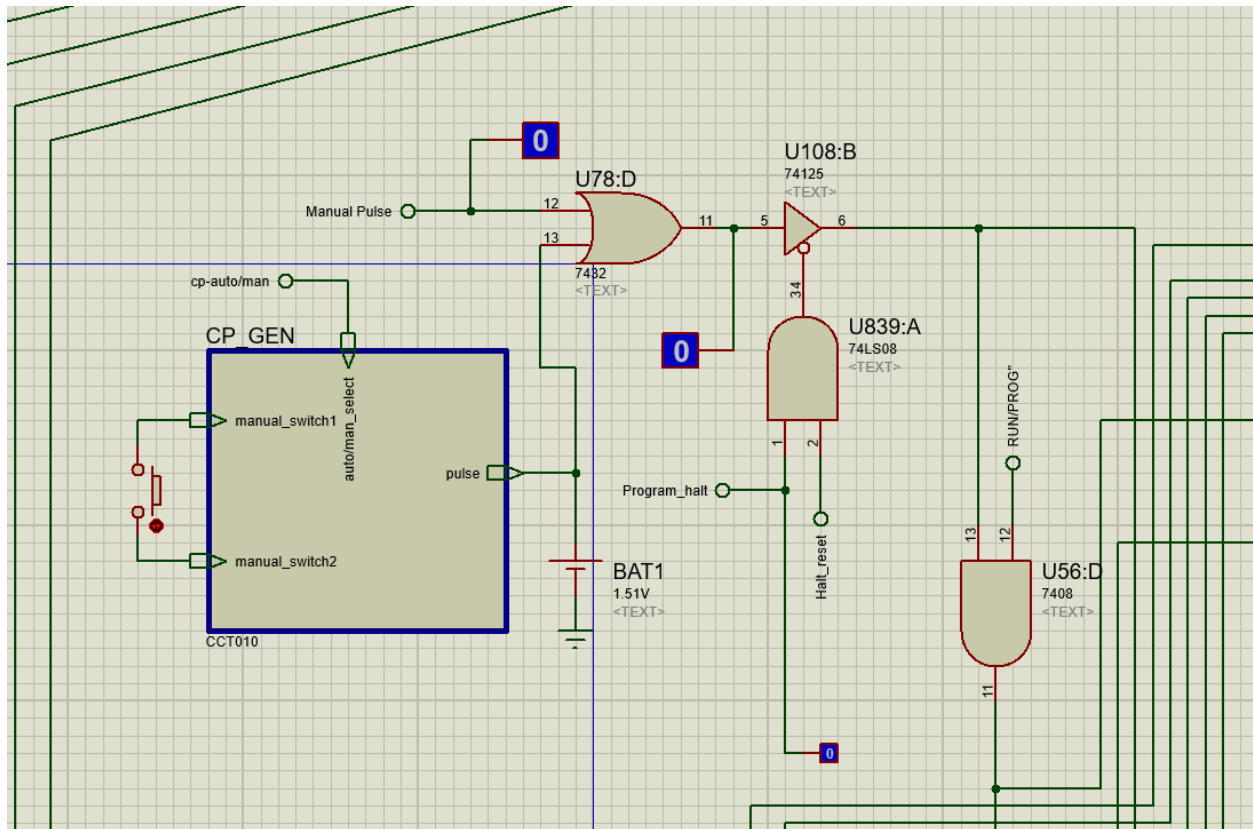 0
U108:B
74125
<TEXT>
U78:D
Manual Pulse
12
11
5
6
13
7432
<TEXT>
cp-auto/man
34
CP_GEN
0
U839:A
74LS08
<TEXT>
auto/man_select
manual_switch1
RUN/PROG"
1
2
pulse
Program_halt
Halt_reset
13
12
manual_switch2
BAT1
1.51V
<TEXT>
U56:D
7408
<TEXT>
CCT010
11
0